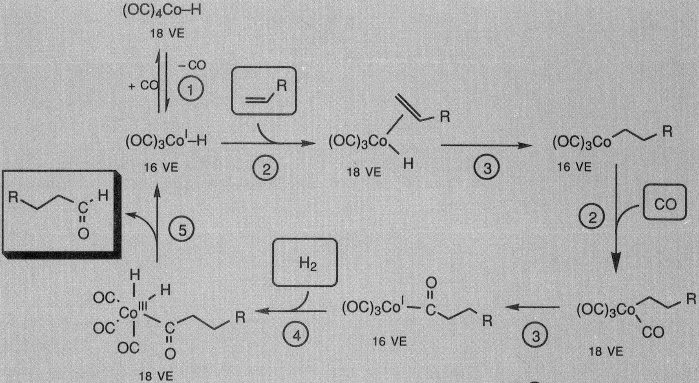 (OC)₄Co–H
18 VE
+ CO
– CO
1
R
(OC)₃Coᴵ–H
16 VE
2
(OC)₃Co
R
H
18 VE
3
(OC)₃Co
R
16 VE
2
CO
R
C
H
O
5
H
H
OC
Coᴵᴵᴵ
OC
OC
C
O
R
18 VE
H₂
4
(OC)₃Coᴵ
C
O
R
16 VE
3
(OC)₃Co
R
CO
18 VE